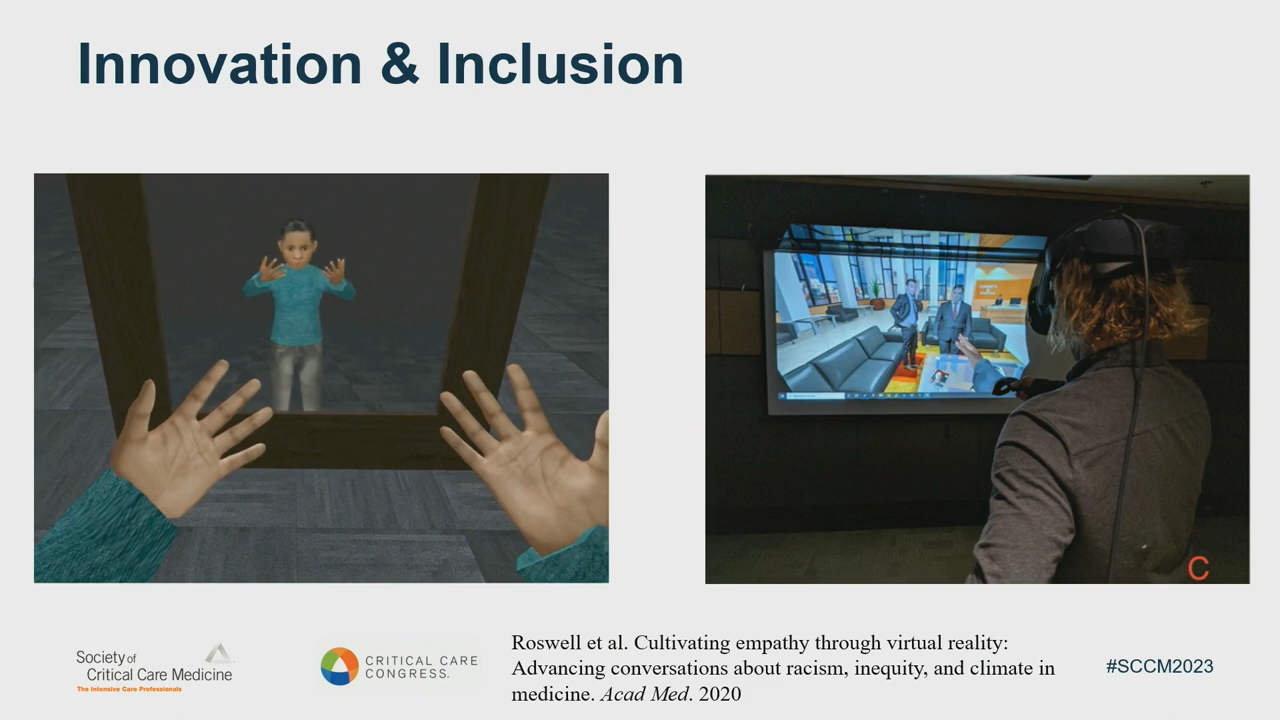 Innovation & Inclusion
C
Society of
Critical Care Medicine
The Intensive Care Professionals
CRITICAL CARE
CONGRESS.
Roswell et al. Cultivating empathy through virtual reality:
Advancing conversations about racism, inequity, and climate in
medicine. Acad Med. 2020
#SCCM2023